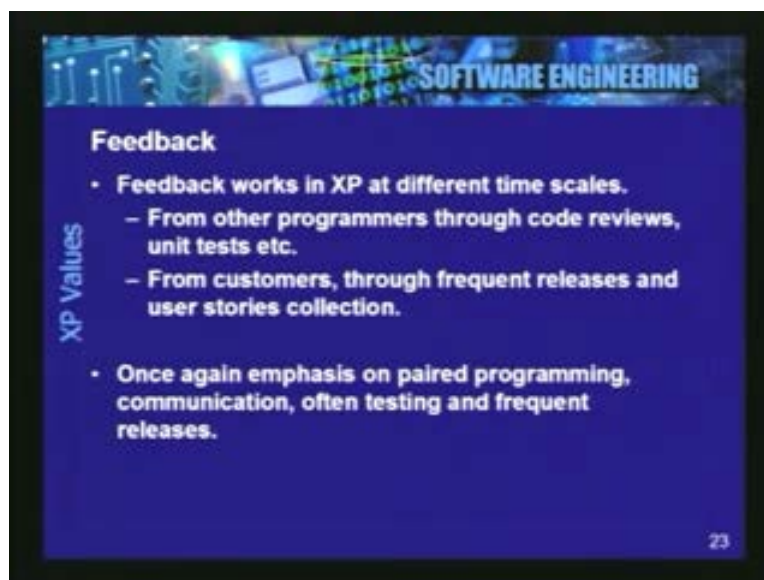 SOFTWARE ENGINEERING
Feedback
• Feedback works in XP at different time scales.
– From other programmers through code reviews,
unit tests etc.
– From customers, through frequent releases and
user stories collection.
• Once again emphasis on paired programming,
communication, often testing and frequent
releases.
XP Values
23